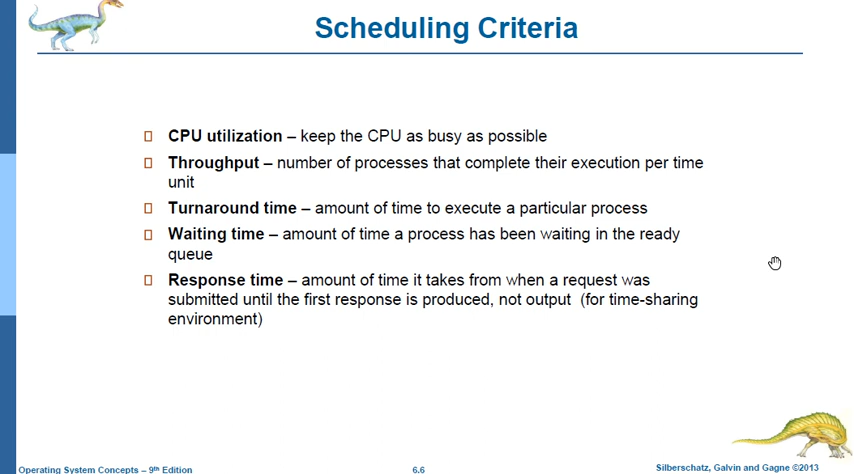 Scheduling Criteria
CPU utilization – keep the CPU as busy as possible
Throughput – number of processes that complete their execution per time
unit
Turnaround time – amount of time to execute a particular process
Waiting time – amount of time a process has been waiting in the ready
queue
Response time – amount of time it takes from when a request was
submitted until the first response is produced, not output (for time-sharing
environment)
Operating System Concepts – 9th Edition
6.6
Silberschatz, Galvin and Gagne ©2013